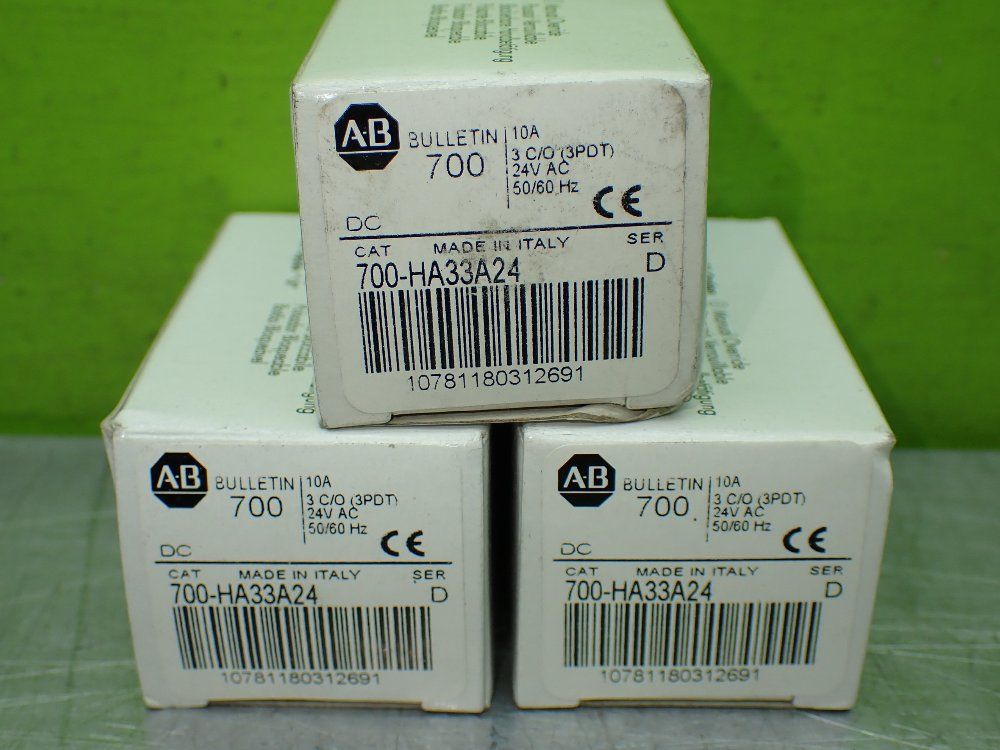 Manual Override
A-B
BULLETIN
700
10A
3 C/O (3PDT)
24V AC
50/60 Hz
CE
DC
CAT MADE IN ITALY SER
700-HA33A24 D
10781180312691
A-B
BULLETIN
700
10A
3 C/O (3PDT)
24V AC
50/60 Hz
CE
DC
CAT MADE IN ITALY SER
700-HA33A24 D
10781180312691
A-B
BULLETIN
700
10A
3 C/O (3PDT)
24V AC
50/60 Hz
CE
DC
CAT MADE IN ITALY SER
700-HA33A24 D
10781180312691